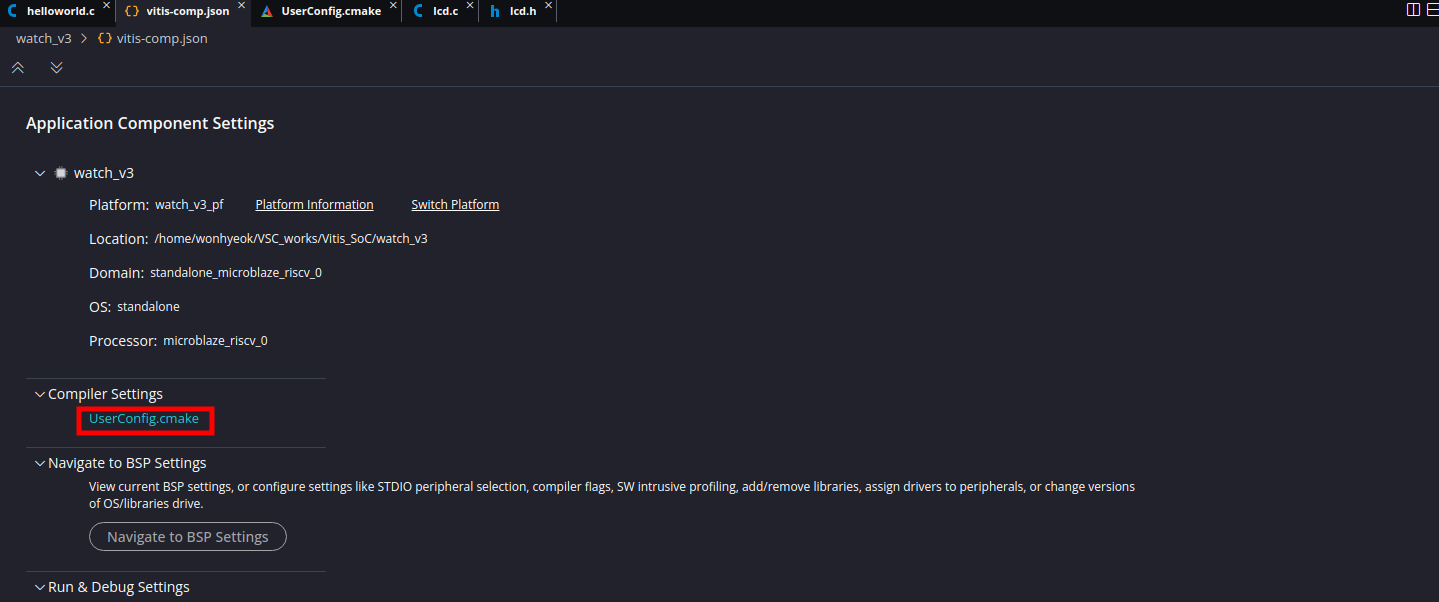 helloworld.c vitis-comp.json UserConfig.cmake lcd.c lcd.h
watch_v3 > {} vitis-comp.json
Application Component Settings
watch_v3
Platform: watch_v3_pf Platform Information Switch Platform
Location: /home/wonhyeok/VSC_works/Vitis_SoC/watch_v3
Domain: standalone_microblaze_riscv_0
OS: standalone
Processor: microblaze_riscv_0
Compiler Settings
UserConfig.cmake
Navigate to BSP Settings
View current BSP settings, or configure settings like STDIO peripheral selection, compiler flags, SW intrusive profiling, add/remove libraries, assign drivers to peripherals, or change versions
of OS/libraries drive.
Navigate to BSP Settings
Run & Debug Settings